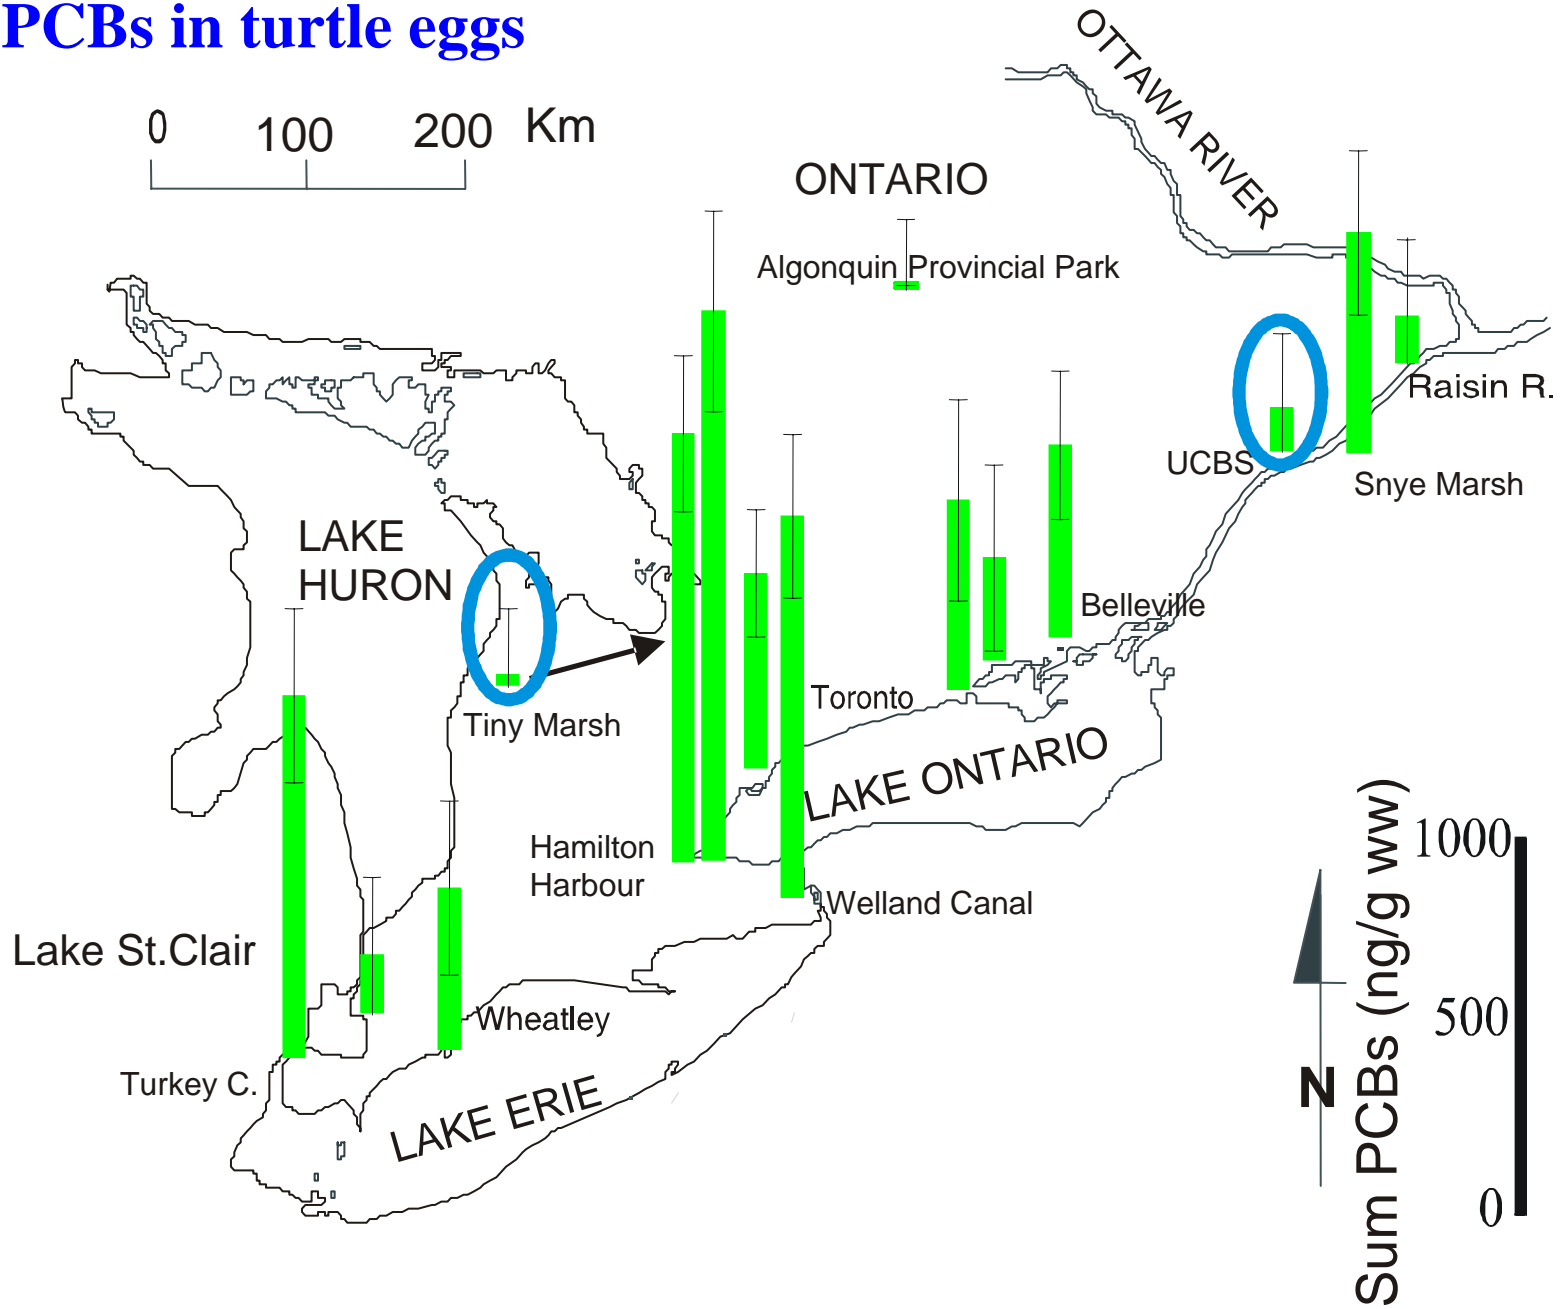 PCBs in turtle eggs
0 100 200 Km
OTTAWA RIVER
ONTARIO
Algonquin Provincial Park
Raisin R.
UCBS
Snye Marsh
LAKE
HURON
Belleville
Tiny Marsh
Toronto
LAKE ONTARIO
Hamilton
Harbour
Welland Canal
Lake St.Clair
Wheatley
Turkey C.
LAKE ERIE
N
Sum PCBs (ng/g ww)
1000
500
0